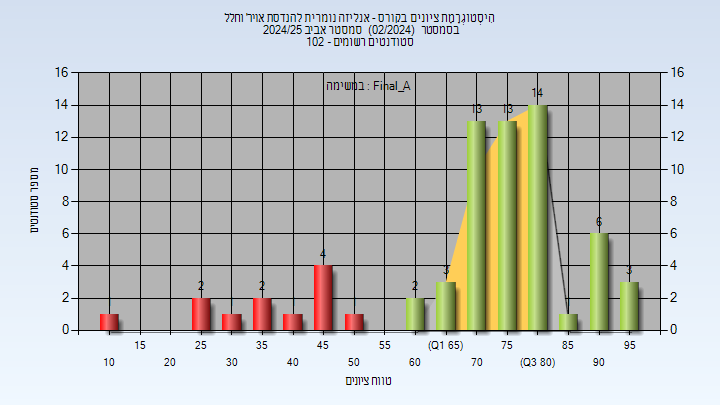 הִיסְטוֹגְרָמַת ציונים בקורס - אנליזה נומרית להנדסת אויר וחלל
בסמסטר (02/2024) סמסטר אביב 2024/25
סטודנטים רשומים - 102
במשימה : Final_A
16 16
14 14
12 12
10 10
8 8
6 6
4 4
2 2
0 0
מספר סטודנטים
2 2 4 2 3 13 13 14 6 3
15 25 35 45 55 (Q1 65) 75 85 95
10 20 30 40 50 60 70 (Q3 80) 90
טווח ציונים